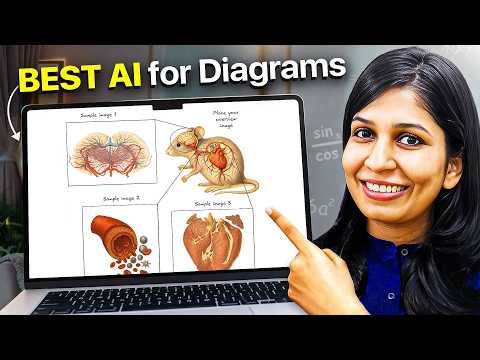 BEST AI for Diagrams
Sample image 1
Place your
overview
image
Sample image 2
Sample image 3
sin
cos